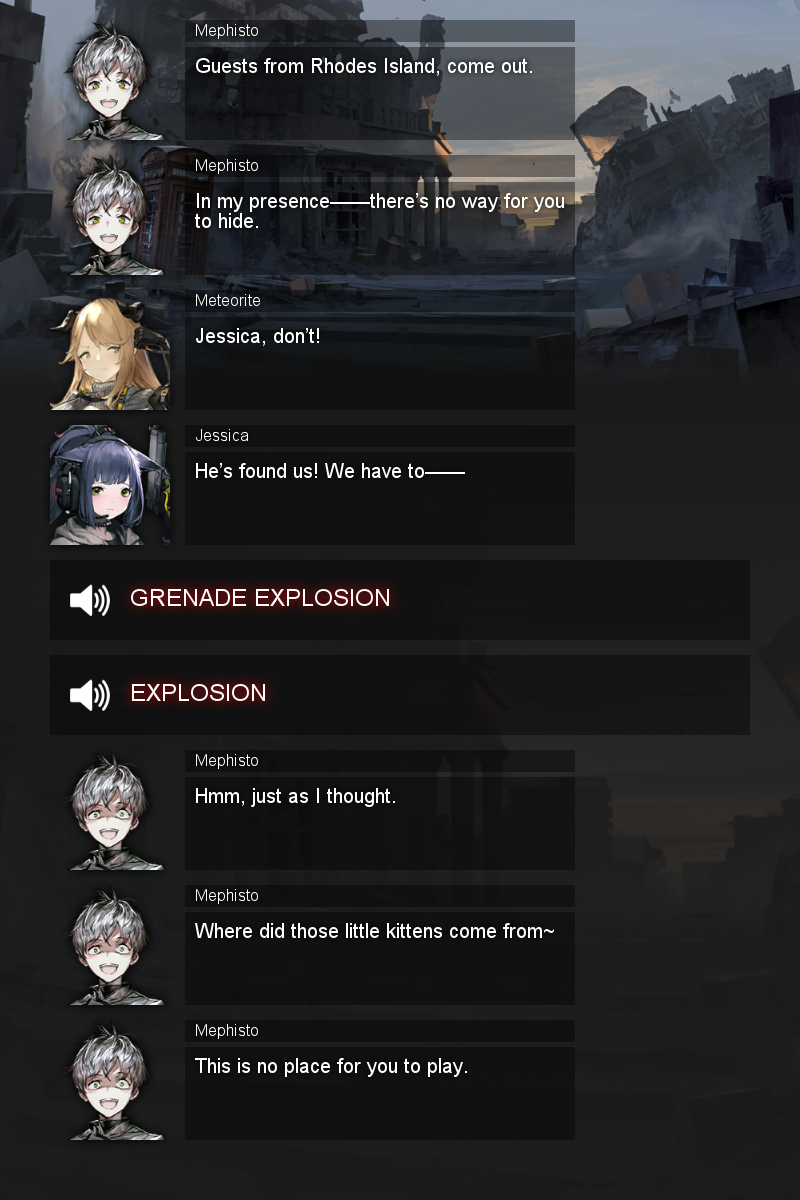 Mephisto
Guests from Rhodes Island, come out.
Mephisto
In my presence——there’s no way for you
to hide.
Meteorite
Jessica, don’t!
Jessica
He’s found us! We have to——
GRENADE EXPLOSION
EXPLOSION
Mephisto
Hmm, just as I thought.
Mephisto
Where did those little kittens come from~
Mephisto
This is no place for you to play.